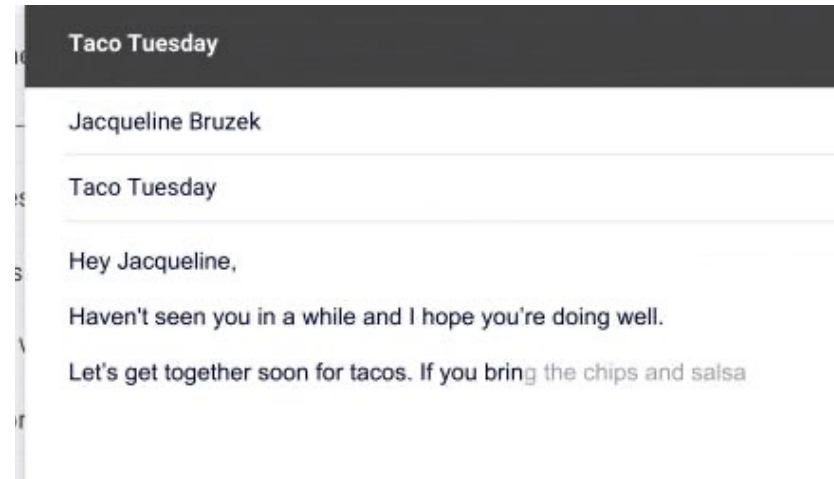 Taco Tuesday
Jacqueline Bruzek
Taco Tuesday
Hey Jacqueline,
Haven't seen you in a while and I hope you're doing well.
Let's get together soon for tacos. If you bring the chips and salsa